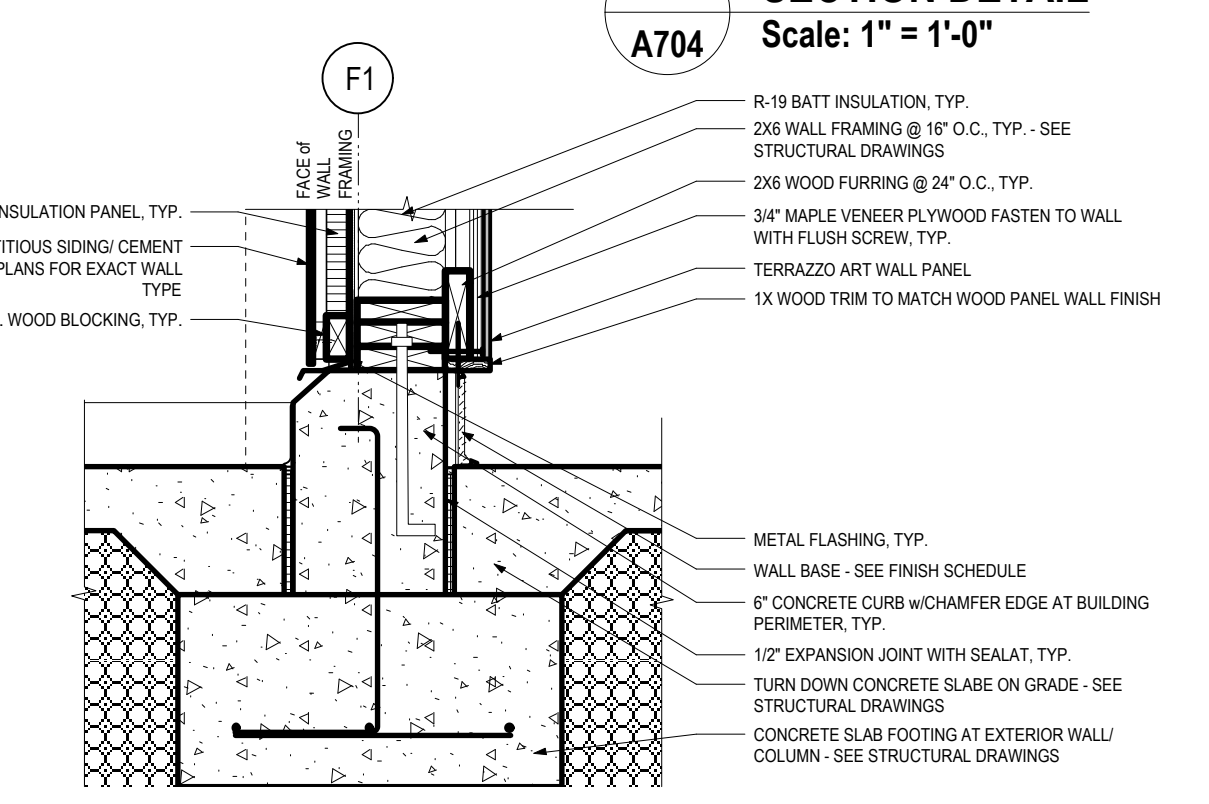 SECTION DETAIL
A704
Scale: 1" = 1'-0"
F1
FACE of
WALL
FRAMING
INSULATION PANEL, TYP.
TITIOUS SIDING/ CEMENT
PLANS FOR EXACT WALL
TYPE
. WOOD BLOCKING, TYP.
R-19 BATT INSULATION, TYP.
2X6 WALL FRAMING @ 16" O.C., TYP. - SEE
STRUCTURAL DRAWINGS
2X6 WOOD FURRING @ 24" O.C., TYP.
3/4" MAPLE VENEER PLYWOOD FASTEN TO WALL
WITH FLUSH SCREW, TYP.
TERRAZZO ART WALL PANEL
1X WOOD TRIM TO MATCH WOOD PANEL WALL FINISH
METAL FLASHING, TYP.
WALL BASE - SEE FINISH SCHEDULE
6" CONCRETE CURB w/CHAMFER EDGE AT BUILDING
PERIMETER, TYP.
1/2" EXPANSION JOINT WITH SEALAT, TYP.
TURN DOWN CONCRETE SLABE ON GRADE - SEE
STRUCTURAL DRAWINGS
CONCRETE SLAB FOOTING AT EXTERIOR WALL/
COLUMN - SEE STRUCTURAL DRAWINGS